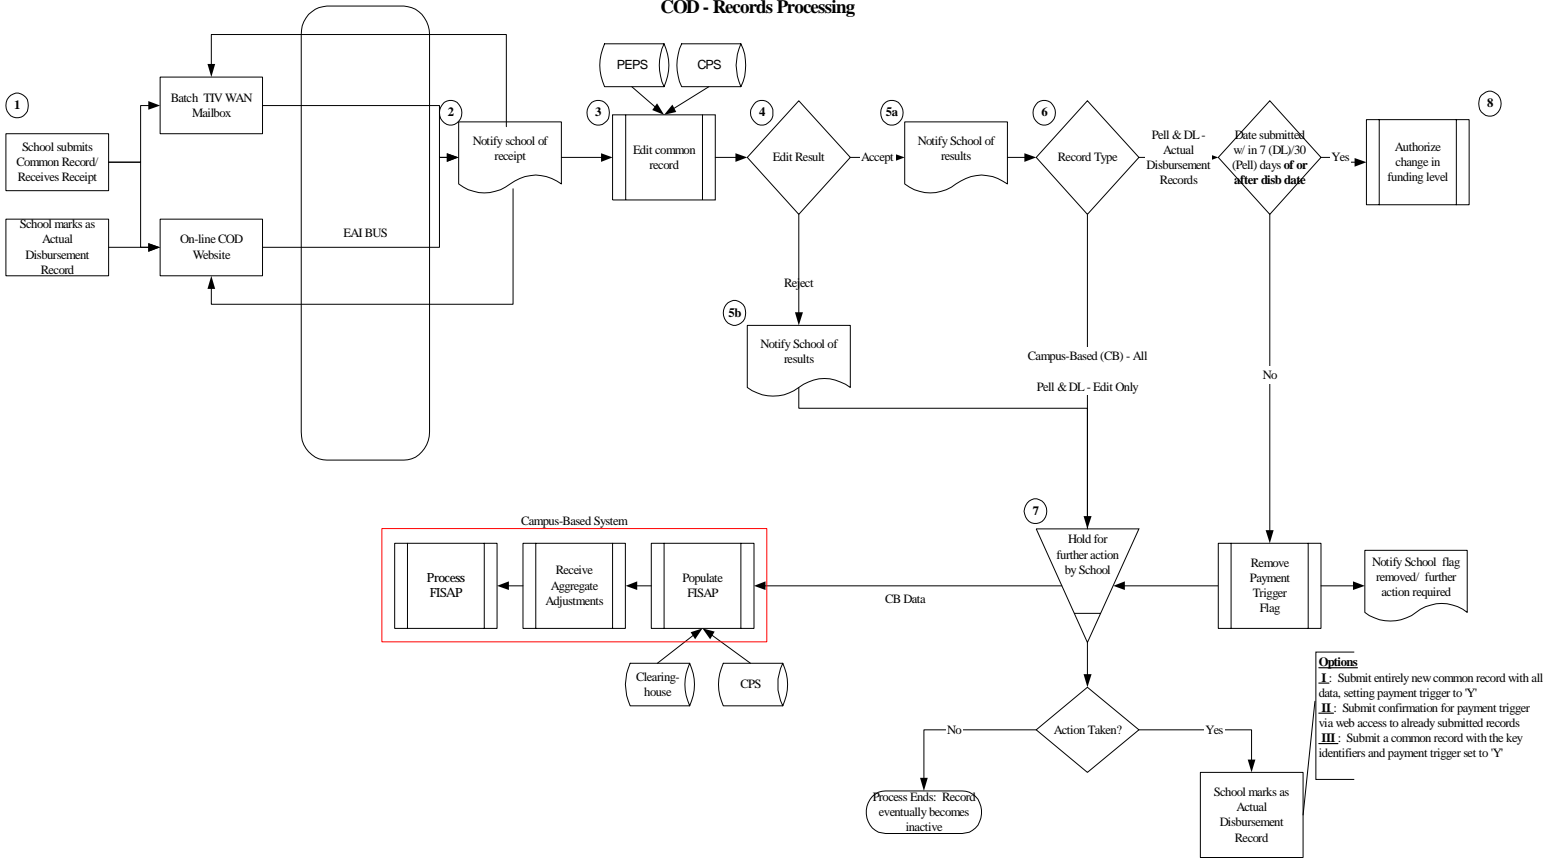 COD - Records Processing
PEPS
CPS
1
Batch TIV WAN
Mailbox
2
3
4
5a
6
8
School submits
Common Record/
Receives Receipt
Notify school of
receipt
Edit common
record
Edit Result
Accept
Notify School of
results
Record Type
Pell & DL -
Actual
Disbursement
Records
Date submitted
w/ in 7 (DL)/30
(Pell) days of or
after disb date
Yes
Authorize
change in
funding level
School marks as
Actual
Disbursement
Record
On-line COD
Website
EAI BUS
Reject
5b
Notify School of
results
Campus-Based (CB) - All
Pell & DL - Edit Only
No
7
Campus-Based System
Process
FISAP
Receive
Aggregate
Adjustments
Populate
FISAP
CB Data
Hold for
further action
by School
Remove
Payment
Trigger
Flag
Notify School flag
removed/ further
action required
Clearing-
house
CPS
Options
I: Submit entirely new common record with all
data, setting payment trigger to 'Y'
II: Submit confirmation for payment trigger
via web access to already submitted records
III: Submit a common record with the key
identifiers and payment trigger set to 'Y'
No
Action Taken?
Yes
Process Ends: Record
eventually becomes
inactive
School marks as
Actual
Disbursement
Record